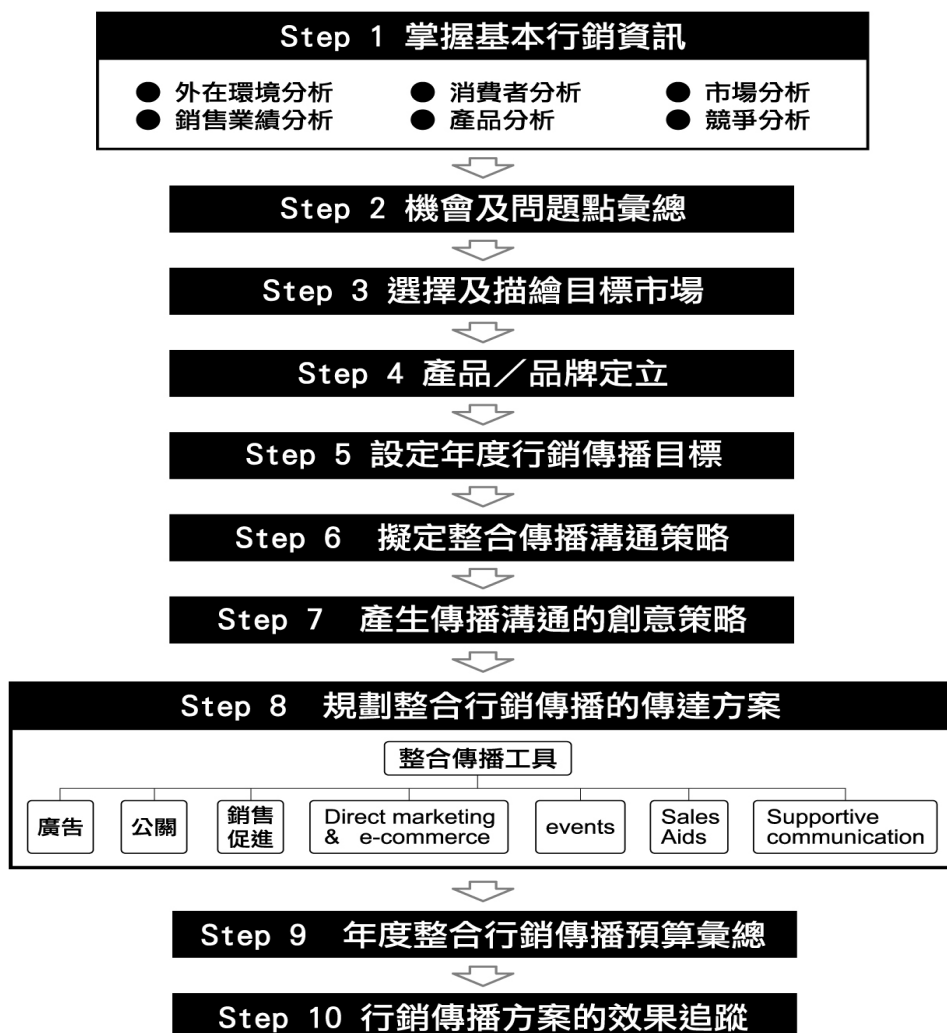 Step 1 掌握基本行銷資訊
● 外在環境分析 ● 消費者分析 ● 市場分析
● 銷售業績分析 ● 產品分析 ● 競爭分析
Step 2 機會及問題點彙總
Step 3 選擇及描繪目標市場
Step 4 產品／品牌定立
Step 5 設定年度行銷傳播目標
Step 6 擬定整合傳播溝通策略
Step 7 產生傳播溝通的創意策略
Step 8 規劃整合行銷傳播的傳達方案
整合傳播工具
廣告
公關
銷售
促進
Direct marketing
& e-commerce
events
Sales
Aids
Supportive
communication
Step 9 年度整合行銷傳播預算彙總
Step 10 行銷傳播方案的效果追蹤